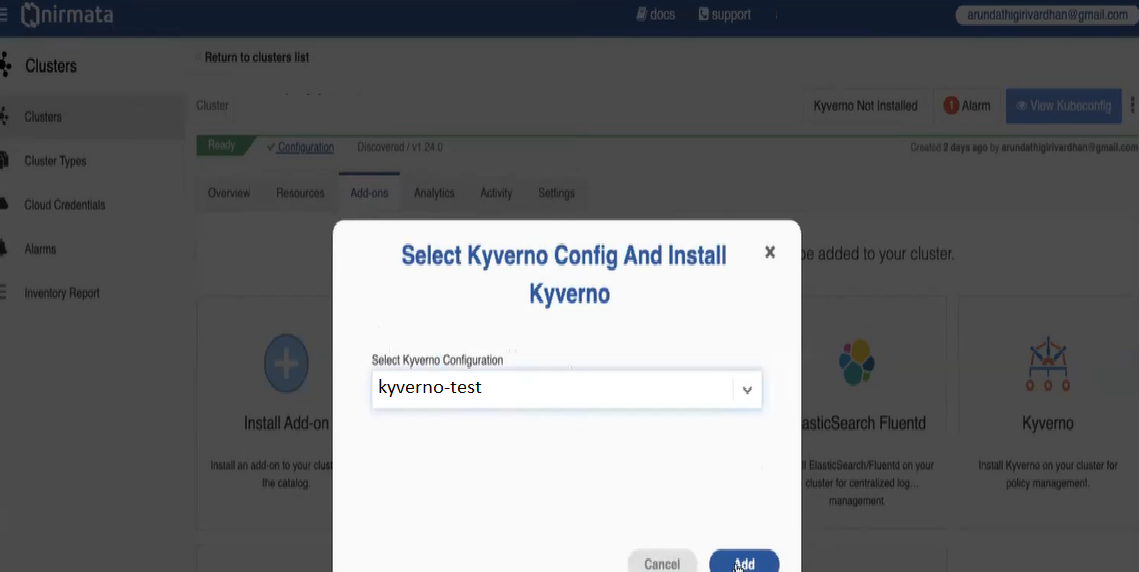 nirmata
docs
support
arundathigirivardhan@gmail.com
Clusters
Return to clusters list
Clusters
Cluster
Kyverno Not Installed
1 Alarm
View Kubeconfig
Ready
Configuration
Discovered / v1.24.0
Created 2 days ago by arundathigirivardhan@gmail.com
Cluster Types
Overview
Resources
Add-ons
Analytics
Activity
Settings
Cloud Credentials
Alarms
Inventory Report
be added to your cluster.
Select Kyverno Config And Install
Kyverno
x
Select Kyverno Configuration
kyverno-test
Install Add-on
Install an add-on to your
the catalog.
Fluentd
ElasticSearch/Fluentd on your
cluster for centralized log...
management.
Kyverno
Install Kyverno on your cluster for
policy management.
Cancel
Add